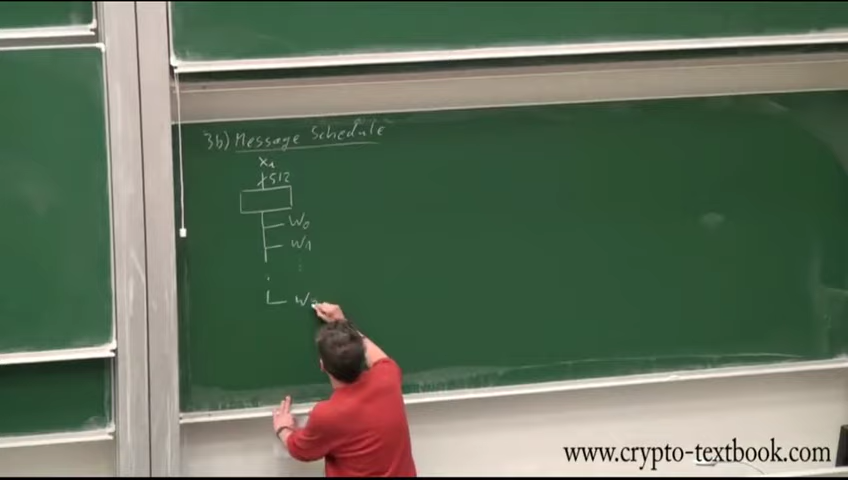 3b) Message Schedule
x₁
512
W₀
W₁
⋮
W
www.crypto-textbook.com